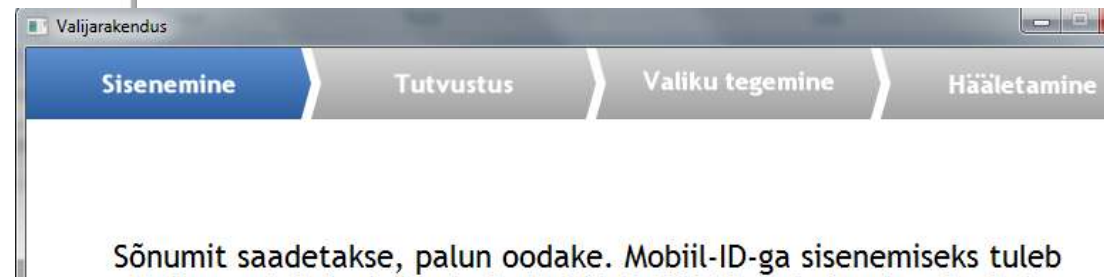 Valijarakendus
Sisenemine Tutvustus Valiku tegemine Hääletamine
Sõnumit saadetakse, palun oodake. Mobiil-ID-ga sisenemiseks tuleb